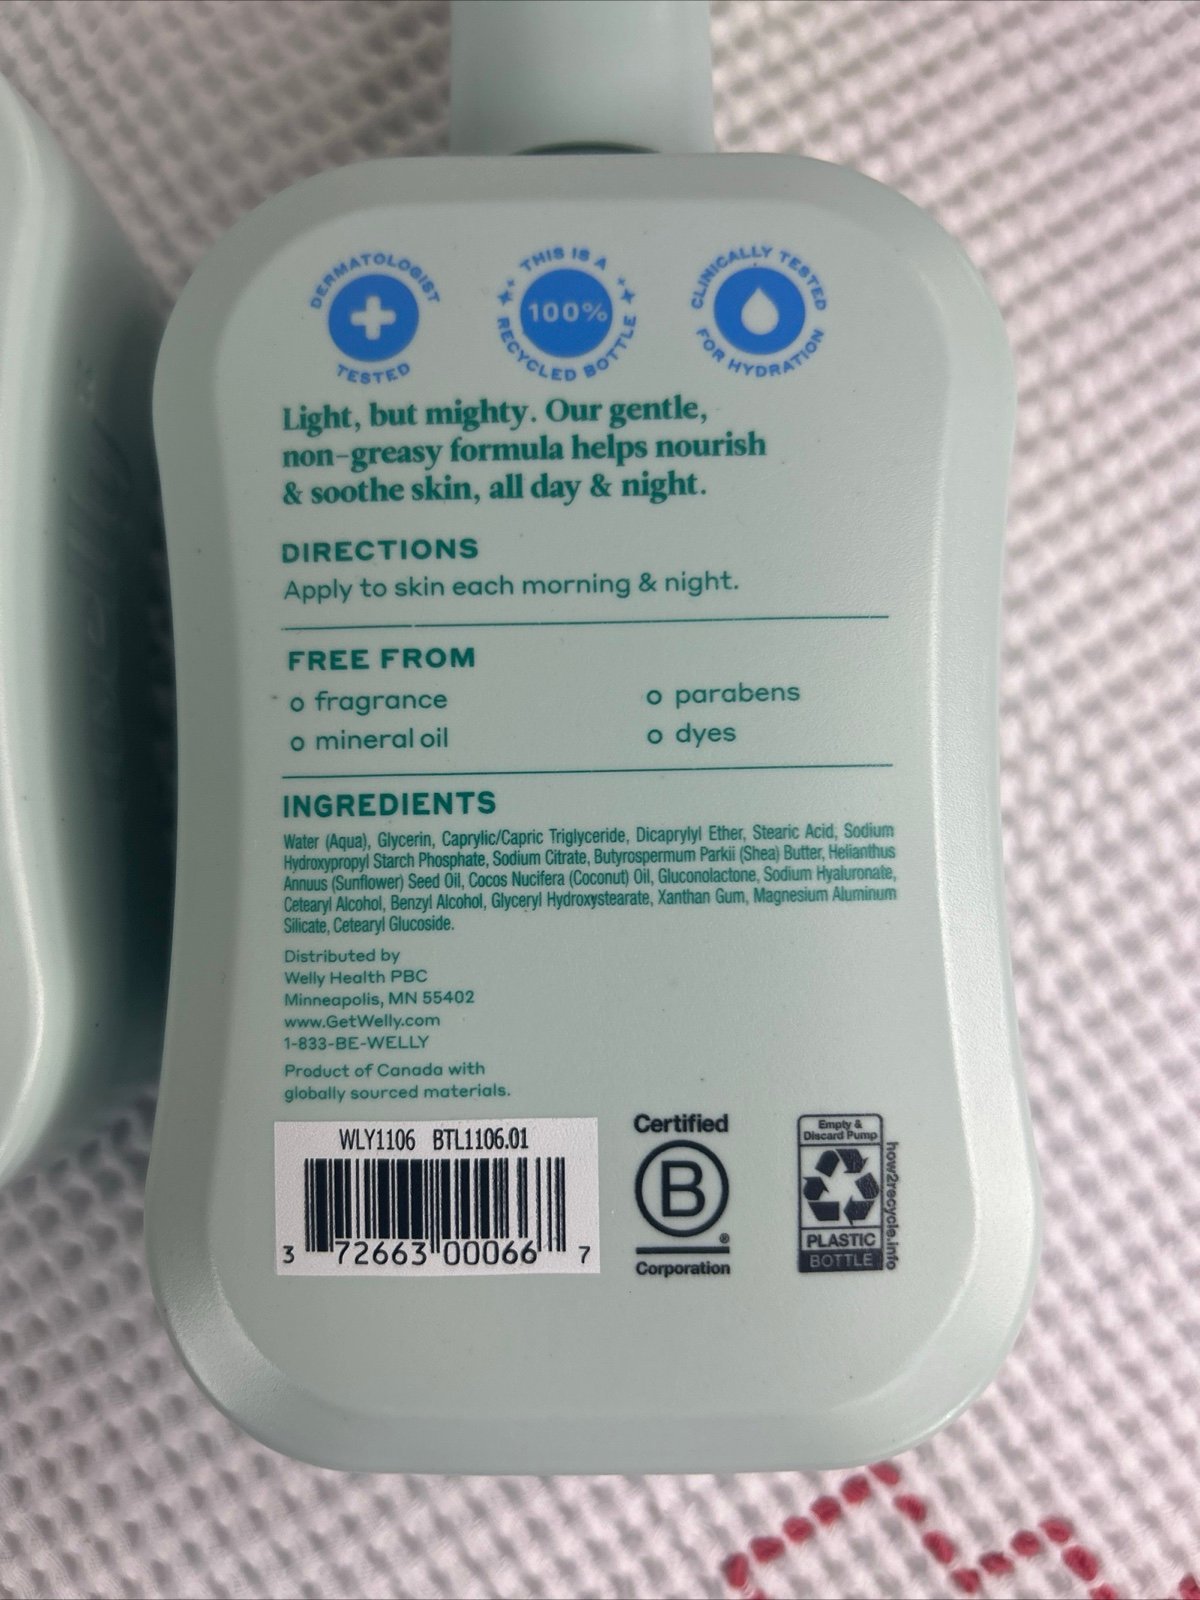 DERMATOLOGIST
TESTED
THIS IS A
100%
RECYCLED BOTTLE
CLINICALLY TESTED
FOR HYDRATION
Light, but mighty. Our gentle,
non-greasy formula helps nourish
& soothe skin, all day & night.
DIRECTIONS
Apply to skin each morning & night.
FREE FROM
o fragrance
o mineral oil
o parabens
o dyes
INGREDIENTS
Water (Aqua), Glycerin, Caprylic/Capric Triglyceride, Dicaprylyl Ether, Stearic Acid, Sodium
Hydroxypropyl Starch Phosphate, Sodium Citrate, Butyrospermum Parkii (Shea) Butter, Helianthus
Annuus (Sunflower) Seed Oil, Cocos Nucifera (Coconut) Oil, Gluconolactone, Sodium Hyaluronate,
Cetearyl Alcohol, Benzyl Alcohol, Glyceryl Hydroxystearate, Xanthan Gum, Magnesium Aluminum
Silicate, Cetearyl Glucoside.
Distributed by
Welly Health PBC
Minneapolis, MN 55402
www.GetWelly.com
1-833-BE-WELLY
Product of Canada with
globally sourced materials.
WLY1106 BTL1106.01
3 72663 00066 7
Certified
B
®
Corporation
Empty &
Discard Pump
PLASTIC
BOTTLE
how2recycle.info